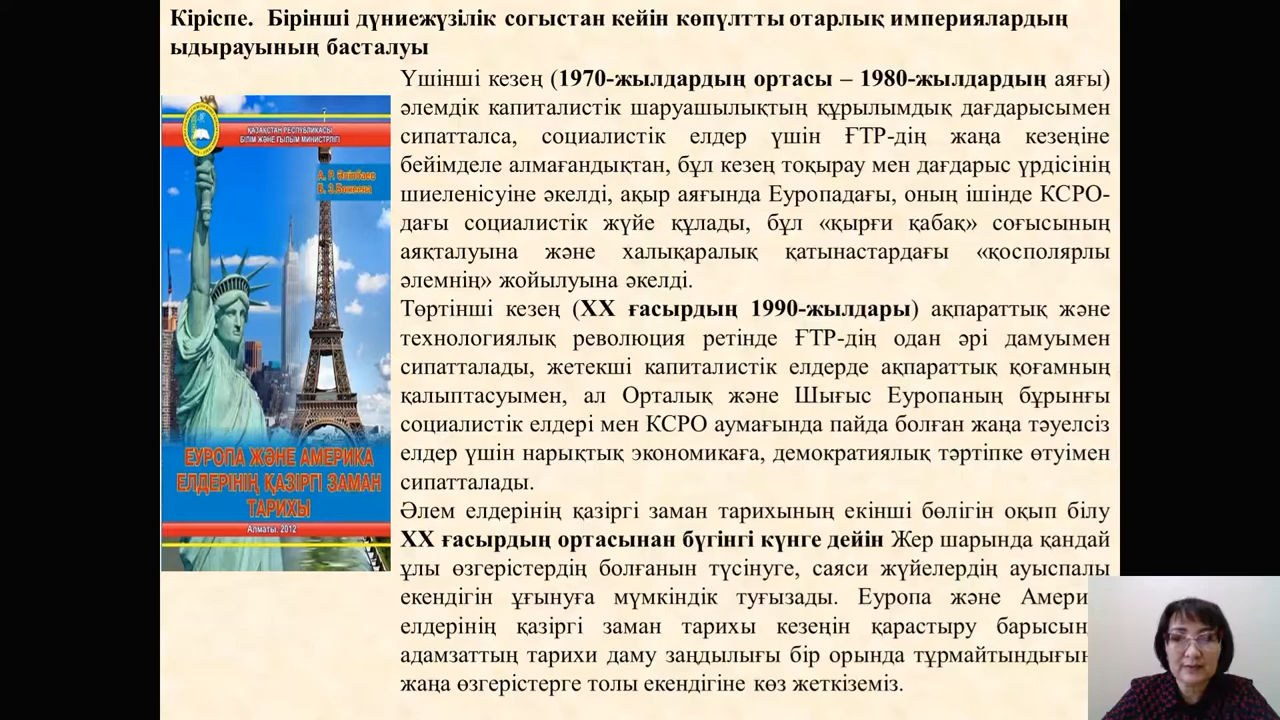 Кіріспе. Бірінші дүниежүзілік соғыстан кейін көпұлтты отарлық империялардың
ыдырауының басталуы
Үшінші кезең (1970-жылдардың ортасы – 1980-жылдардың аяғы)
әлемдік капиталистік шаруашылықтың құрылымдық дағдарысымен
сипатталса, социалистік елдер үшін ҒТР-дің жаңа кезеңіне
бейімделе алмағандықтан, бұл кезең тоқырау мен дағдарыс үрдісінің
шиеленісуіне әкелді, ақыр аяғында Еуропадағы, оның ішінде КСРО-
дағы социалистік жүйе құлады, бұл «қырғи қабақ» соғысының
аяқталуына және халықаралық қатынастардағы «қосполярлы
әлемнің» жойылуына әкелді.
Төртінші кезең (ХХ ғасырдың 1990-жылдары) ақпараттық және
технологиялық революция ретінде ҒТР-дің одан әрі дамуымен
сипатталады, жетекші капиталистік елдерде ақпараттық қоғамның
қалыптасуымен, ал Орталық және Шығыс Еуропаның бұрынғы
социалистік елдері мен КСРО аумағында пайда болған жаңа тәуелсіз
елдер үшін нарықтық экономикаға, демократиялық тәртіпке өтуімен
сипатталады.
Әлем елдерінің қазіргі заман тарихының екінші бөлігін оқып білу
ХХ ғасырдың ортасынан бүгінгі күнге дейін Жер шарында қандай
ұлы өзгерістердің болғанын түсінуге, саяси жүйелердің ауыспалы
екендігін ұғынуға мүмкіндік туғызады. Еуропа және Амери
елдерінің қазіргі заман тарихы кезеңін қарастыру барысын
адамзаттың тарихи даму заңдылығы бір орында тұрмайтындығын
жаңа өзгерістерге толы екендігіне көз жеткіземіз.
ҚАЗАҚСТАН РЕСПУБЛИКАСЫ
БІЛІМ ЖӘНЕ ҒЫЛЫМ МИНИСТРЛІГІ
А. Р. Әліпбаев
Б. З. Бөжеева
ЕУРОПА ЖӘНЕ АМЕРИКА
ЕЛДЕРІНІҢ ҚАЗІРГІ ЗАМАН
ТАРИХЫ
Алматы, 2012